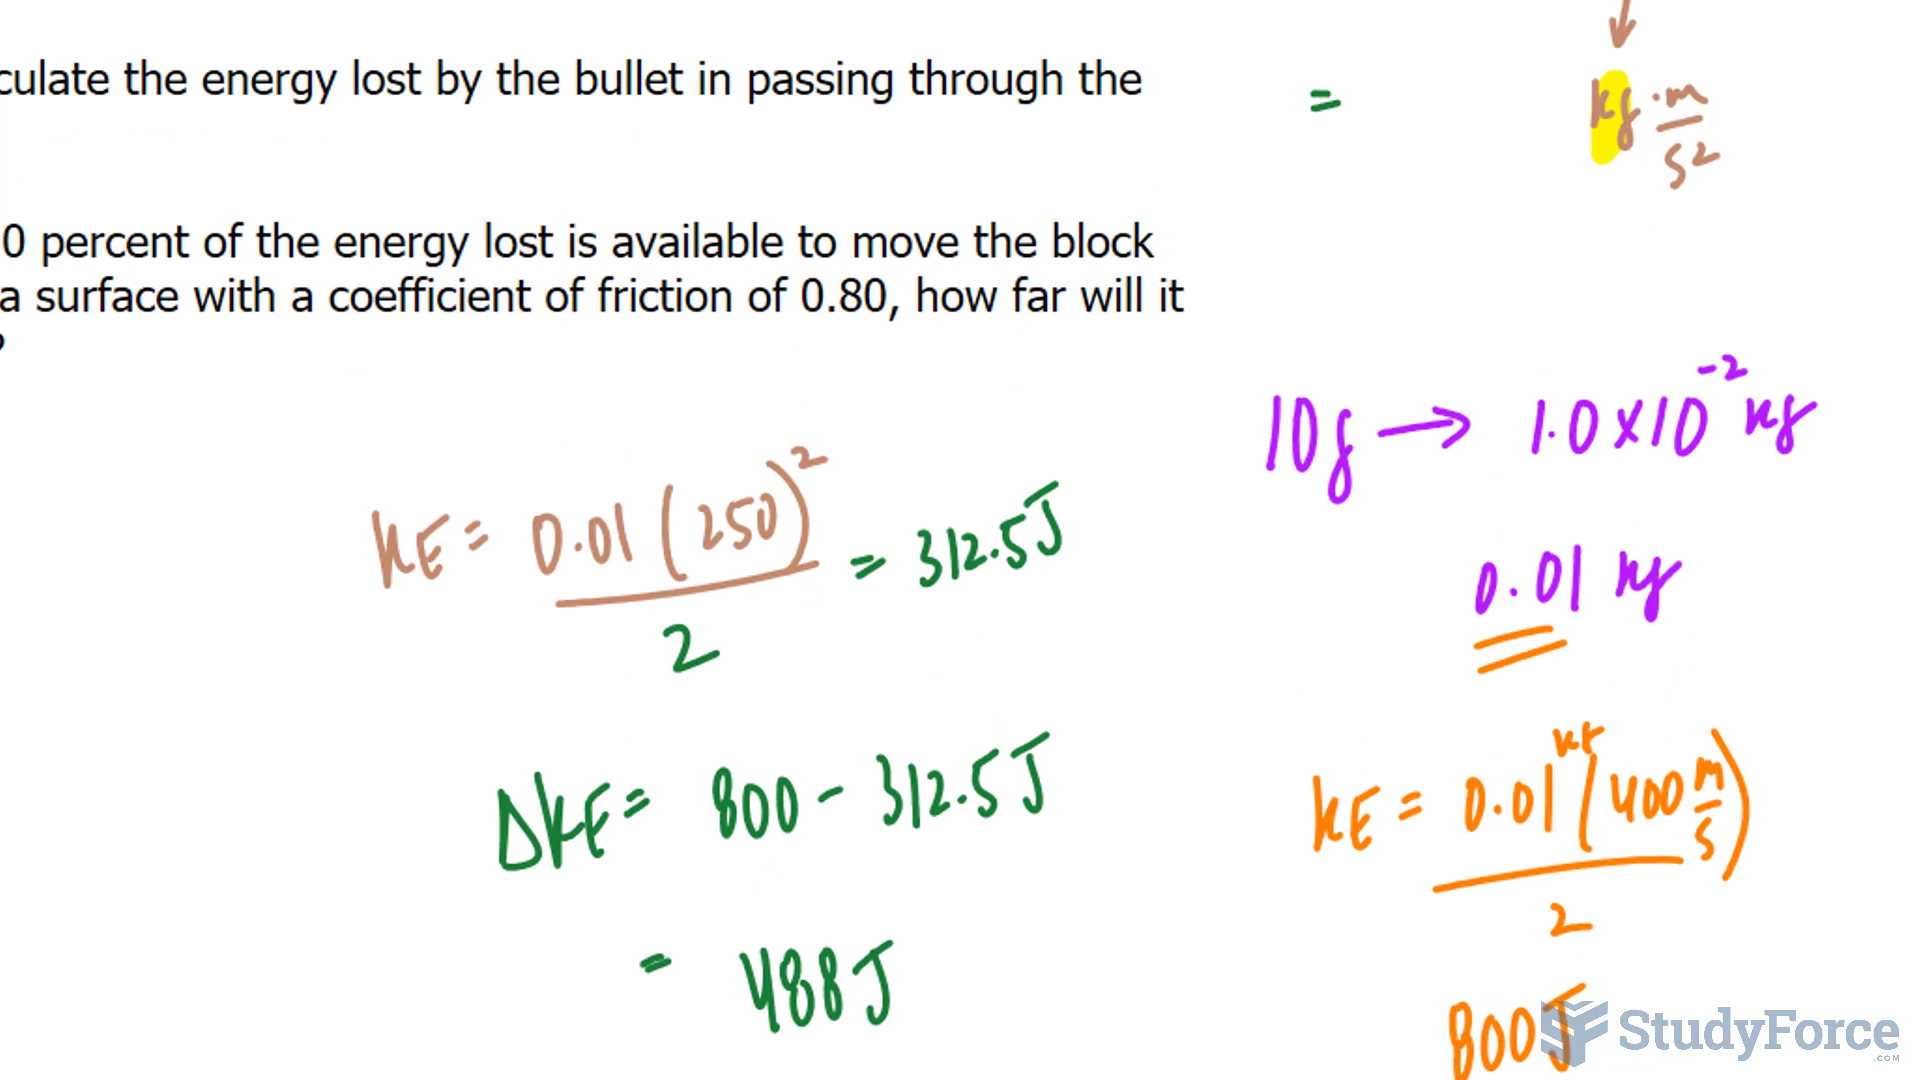 culate the energy lost by the bullet in passing through the
0 percent of the energy lost is available to move the block
a surface with a coefficient of friction of 0.80, how far will it
KE = 0.01 (250)² / 2 = 312.5J
ΔKE = 800 - 312.5J
= 488J
= kg · m / s²
10g → 1.0 x 10⁻² kg
0.01 kg
KE = 0.01 kg (400 m/s) / 2
800J
StudyForce
.COM